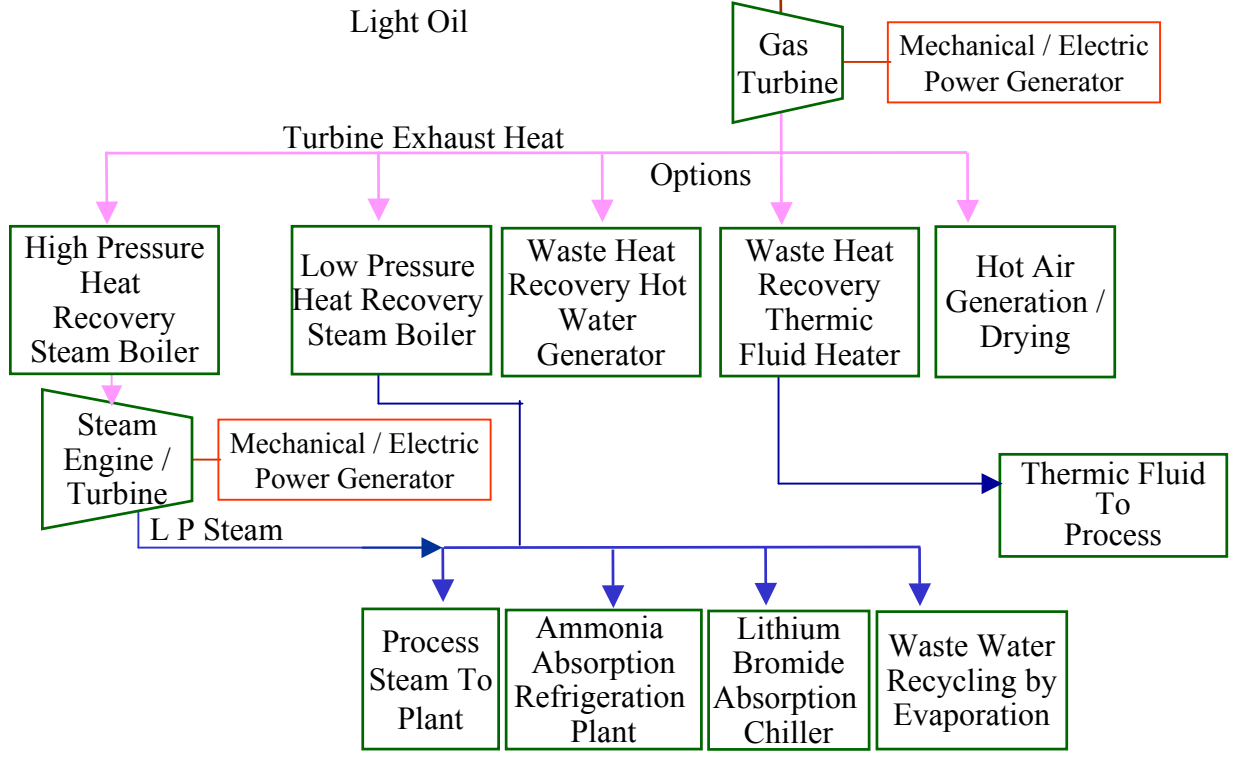 Light Oil
Gas
Turbine
Mechanical / Electric
Power Generator
Turbine Exhaust Heat
Options
High Pressure
Heat
Recovery
Steam Boiler
Low Pressure
Heat Recovery
Steam Boiler
Waste Heat
Recovery Hot
Water
Generator
Waste Heat
Recovery
Thermic
Fluid Heater
Hot Air
Generation /
Drying
Steam
Engine /
Turbine
Mechanical / Electric
Power Generator
Thermic Fluid
To
Process
L P Steam
Process
Steam To
Plant
Ammonia
Absorption
Refrigeration
Plant
Lithium
Bromide
Absorption
Chiller
Waste Water
Recycling by
Evaporation